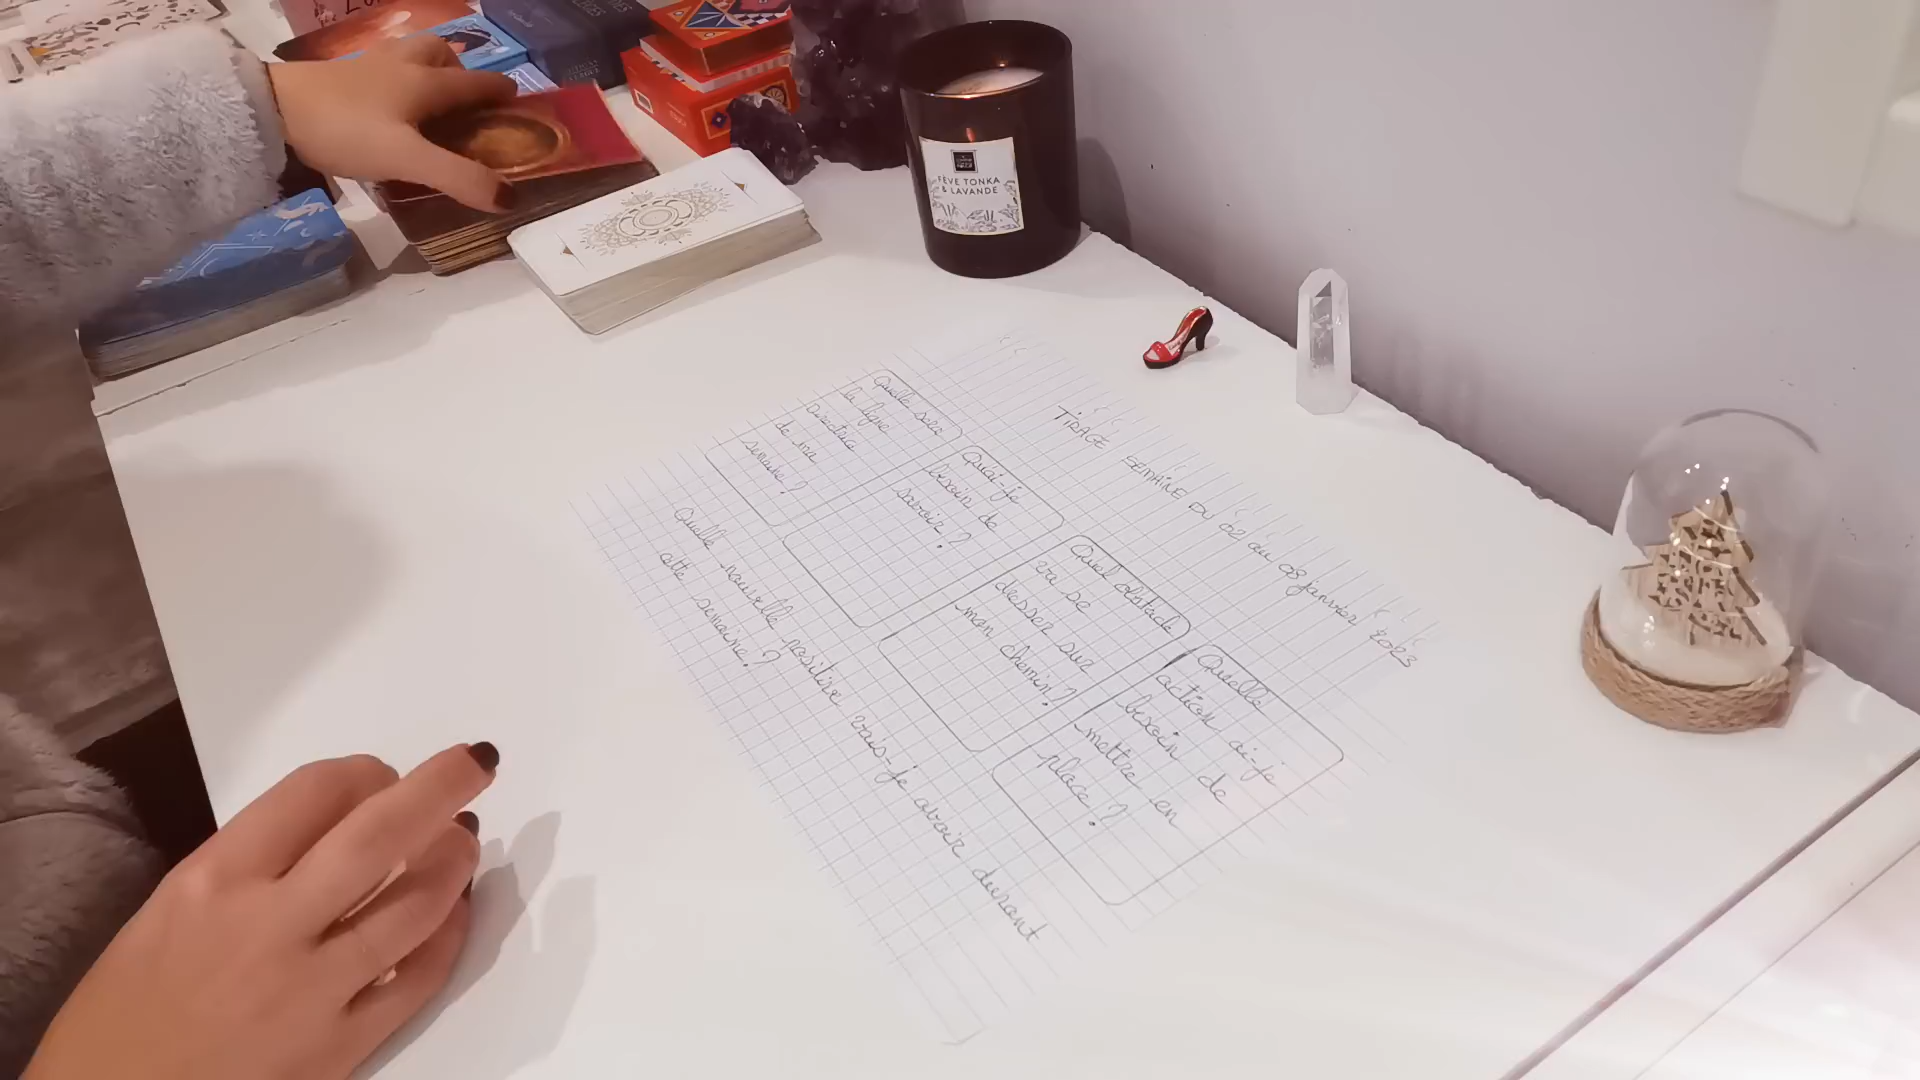 TIRAGE SEMAINE DU 02 au 08 janvier 2023
Quelle sera
la ligne
directrice
de ma
semaine?
Quai-je
besoin de
savoir?
Quel obstacle
va se
dresser sur
mon chemin?
Quelle
action ai-je
besoin de
mettre en
place?
Quelle nouvelle positive vais-je avoir durant
cette semaine?
FÈVE TONKA
& LAVANDE